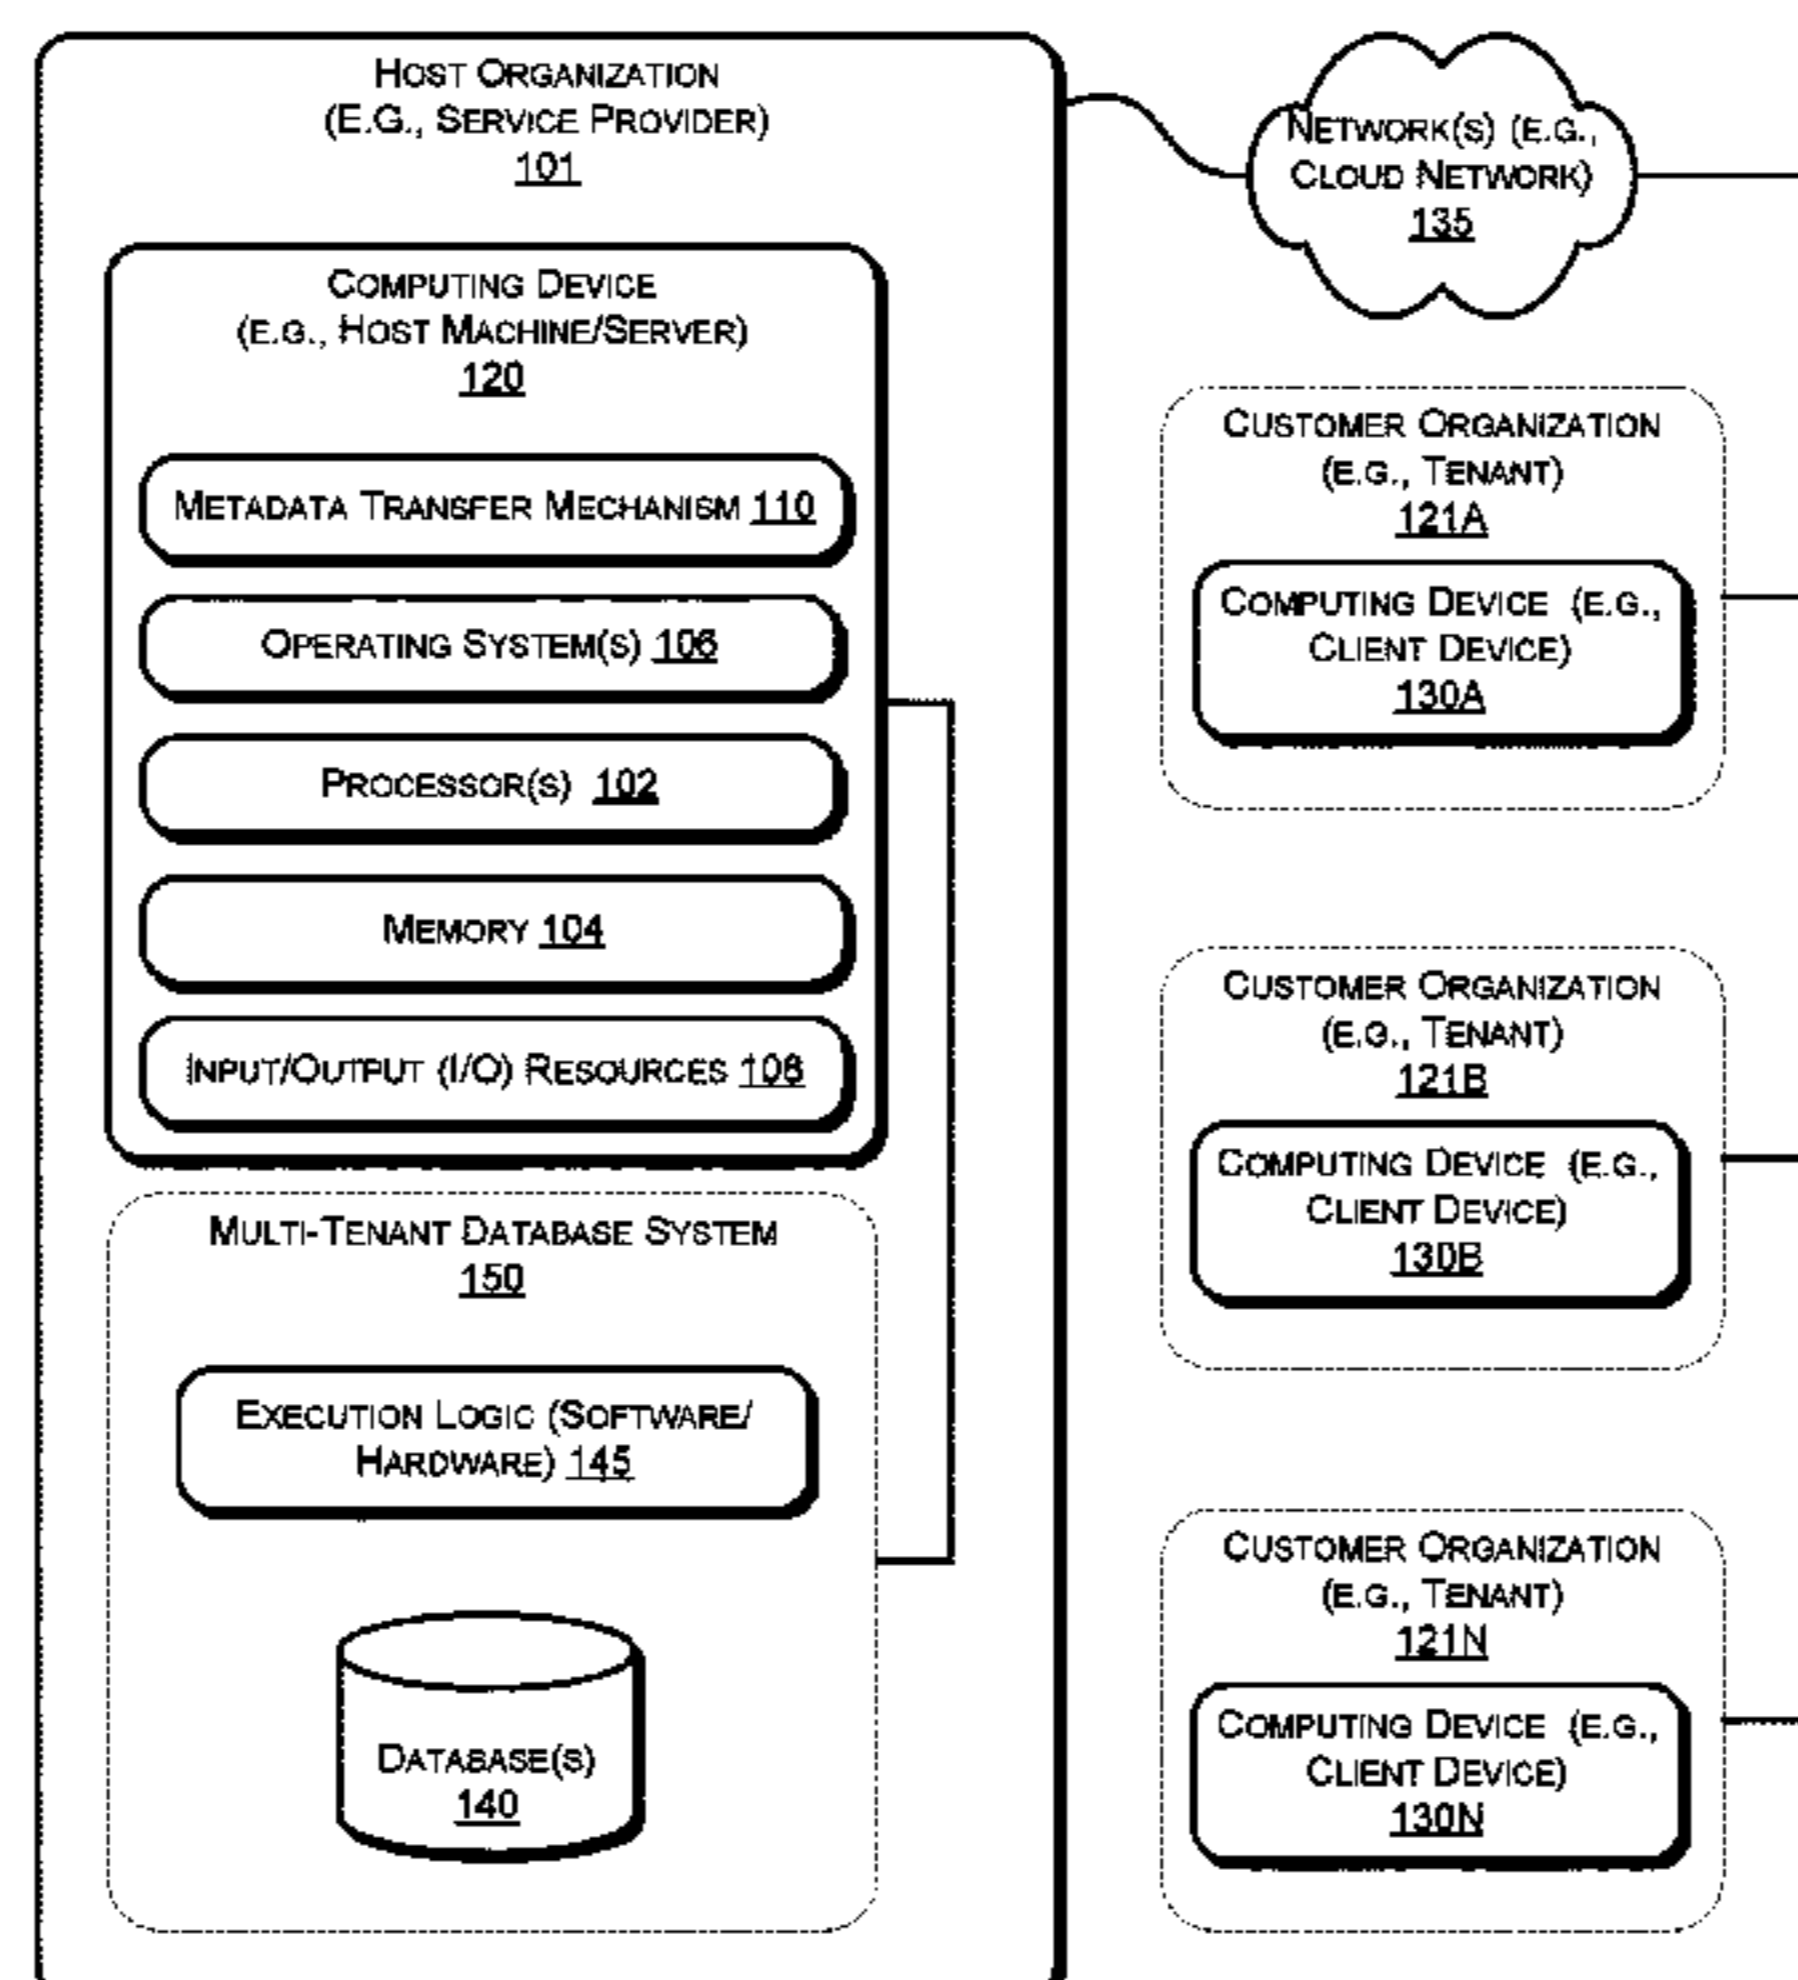 HOST ORGANIZATION
(E.G., SERVICE PROVIDER)
101
COMPUTING DEVICE
(E.G., HOST MACHINE/SERVER)
120
METADATA TRANSFER MECHANISM 110
OPERATING SYSTEM(S) 106
PROCESSOR(S) 102
MEMORY 104
INPUT/OUTPUT (I/O) RESOURCES 108
MULTI-TENANT DATABASE SYSTEM
150
EXECUTION LOGIC (SOFTWARE/
HARDWARE) 145
DATABASE(S)
140
NETWORK(S) (E.G.,
CLOUD NETWORK)
135
CUSTOMER ORGANIZATION
(E.G., TENANT)
121A
COMPUTING DEVICE (E.G.,
CLIENT DEVICE)
130A
CUSTOMER ORGANIZATION
(E.G., TENANT)
121B
COMPUTING DEVICE (E.G.,
CLIENT DEVICE)
130B
CUSTOMER ORGANIZATION
(E.G., TENANT)
121N
COMPUTING DEVICE (E.G.,
CLIENT DEVICE)
130N